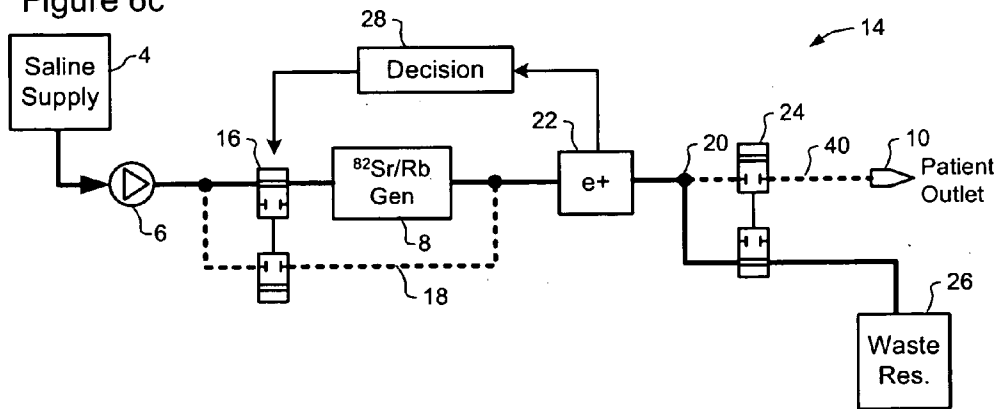 Figure 6c
Saline
Supply
4
6
16
28
Decision
⁸²Sr/Rb
Gen
8
18
22
e+
20
24
40
14
10
Patient
Outlet
26
Waste
Res.